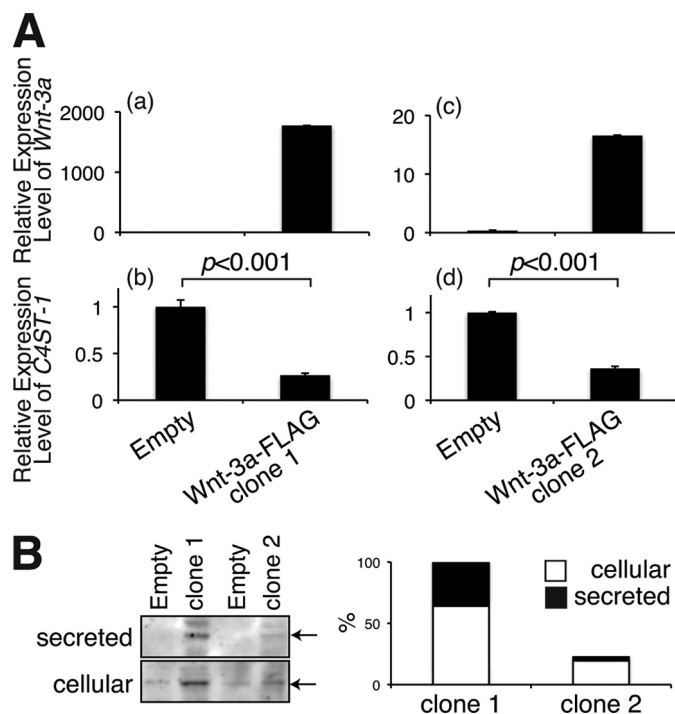 A
Relative Expression
Level of Wnt-3a
(a)
2000
1000
0
(c)
20
10
0
Relative Expression
Level of C4ST-1
(b)
p<0.001
1
0.5
0
(d)
p<0.001
1
0.5
0
Empty
Wnt-3a-FLAG
clone 1
Empty
Wnt-3a-FLAG
clone 2
B
Empty
clone 1
Empty
clone 2
secreted
cellular
%
100
50
0
cellular
secreted
clone 1
clone 2